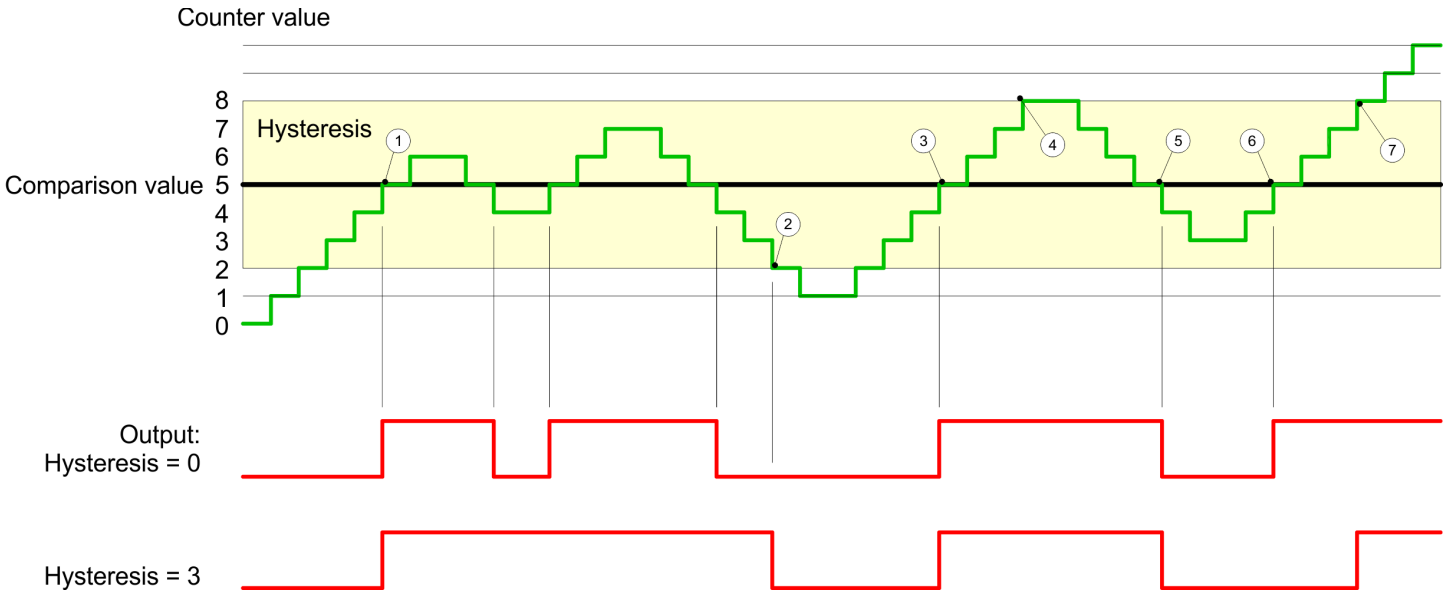 Counter value
8
7
Hysteresis
1
3
4
5
6
7
6
Comparison value 5
4
3
2
2
1
0
Output:
Hysteresis = 0
Hysteresis = 3